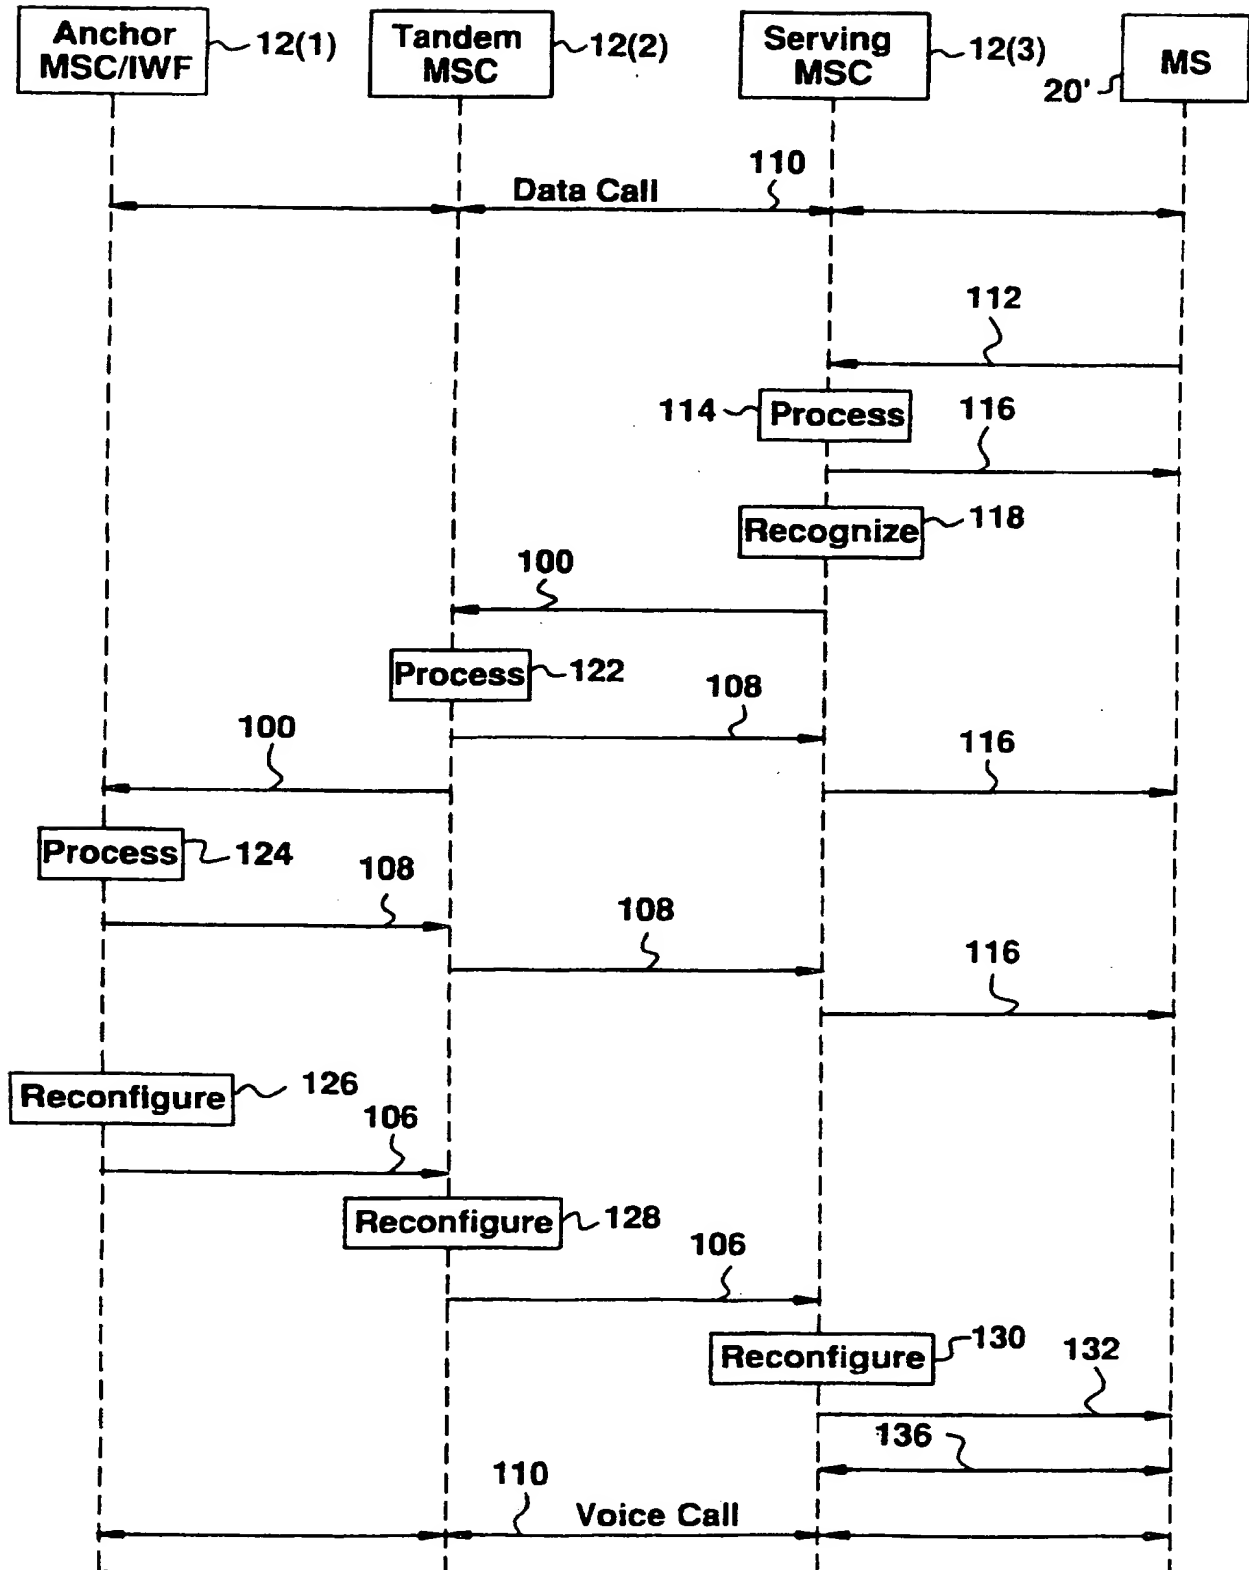 Anchor
MSC/IWF
12(1)
Tandem
MSC
12(2)
Serving
MSC
12(3)
MS
20'
110
Data Call
112
114
Process
116
Recognize
118
100
Process
122
108
100
116
Process
124
108
108
116
Reconfigure
126
106
Reconfigure
128
106
Reconfigure
130
132
136
110
Voice Call